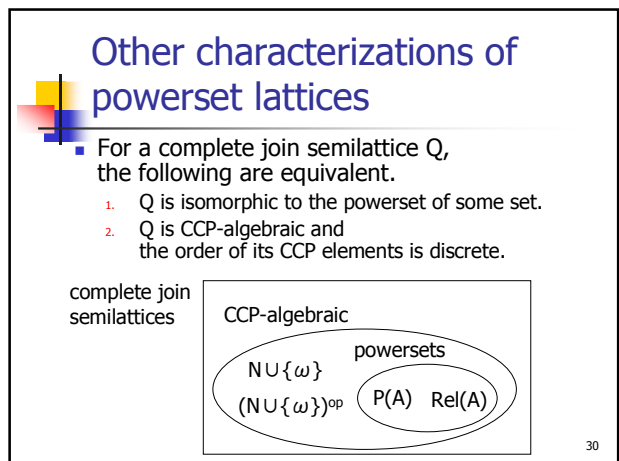 Other characterizations of
powerset lattices
For a complete join semilattice Q,
the following are equivalent.
1. Q is isomorphic to the powerset of some set.
2. Q is CCP-algebraic and
the order of its CCP elements is discrete.
complete join
semilattices
CCP-algebraic
powersets
N∪{ω}
(N∪{ω})ᵒᵖ
P(A) Rel(A)
30